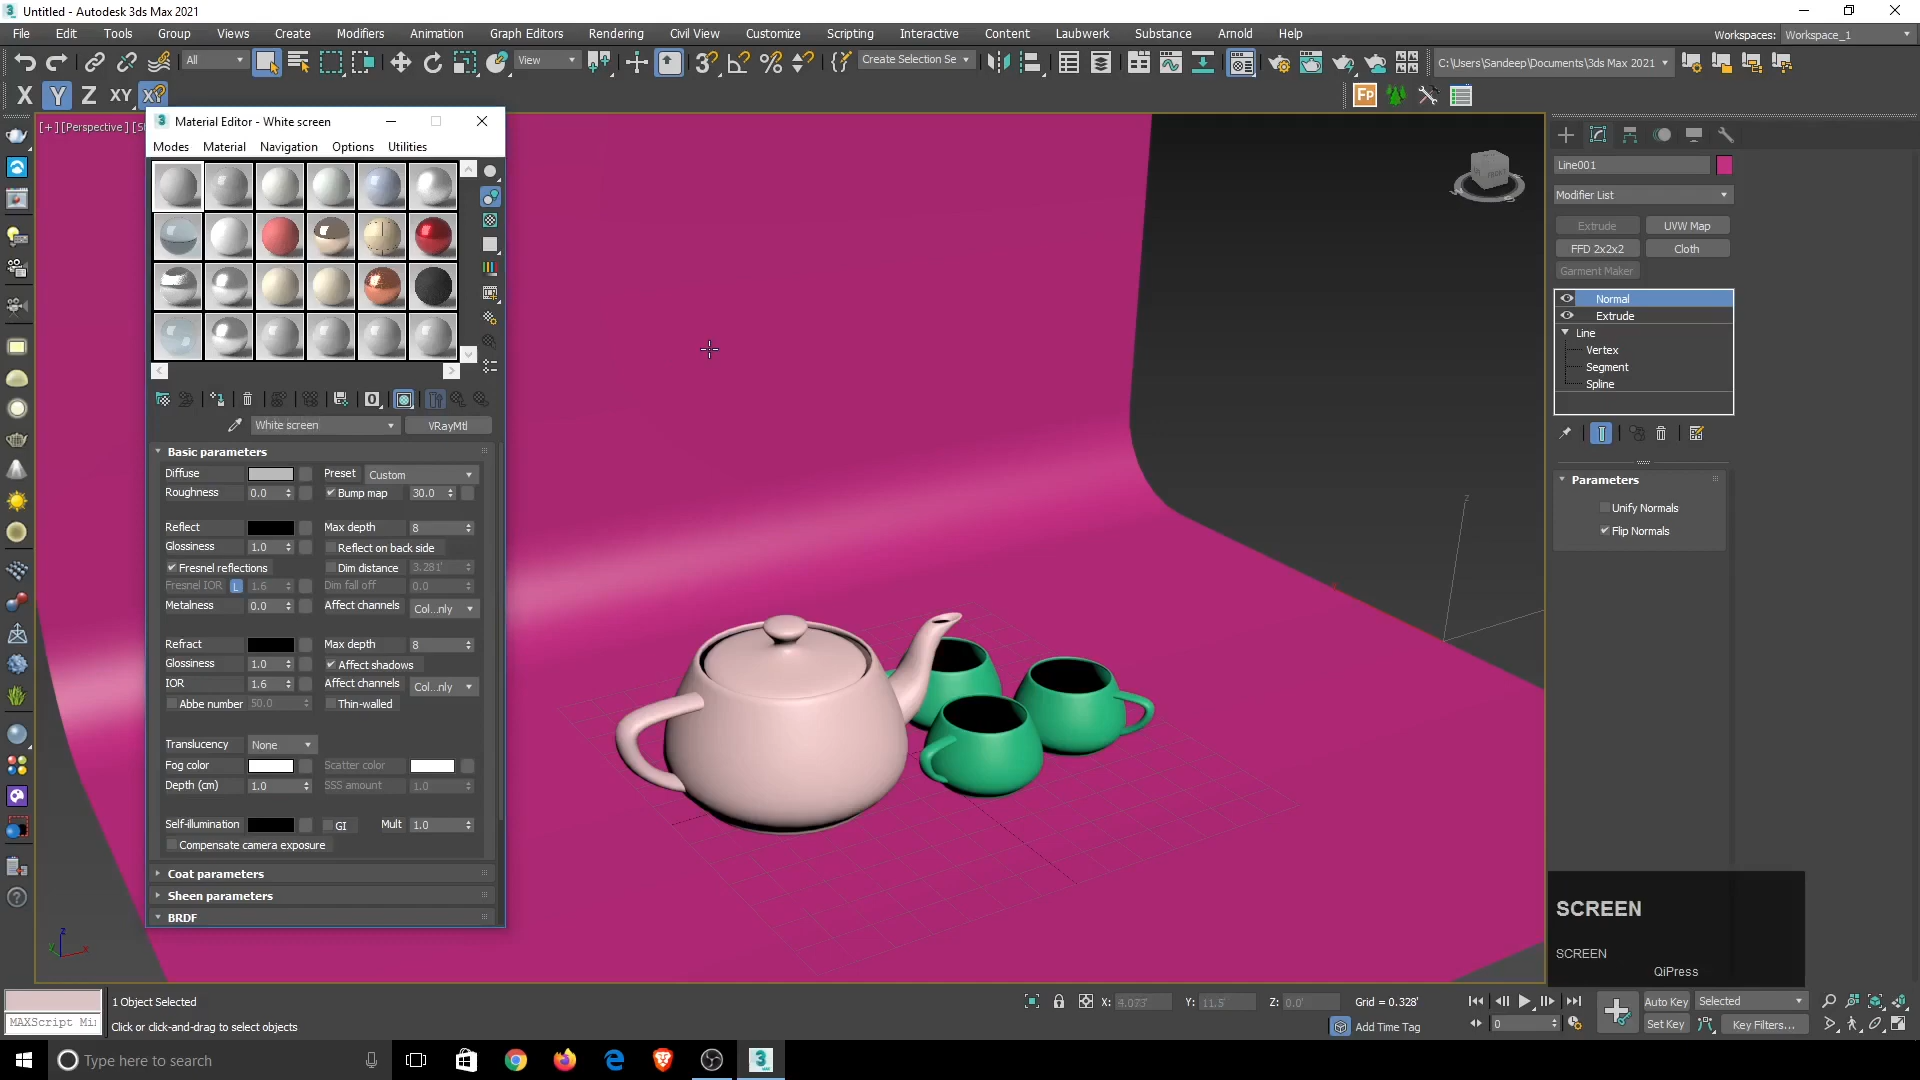 Untitled - Autodesk 3ds Max 2021
File Edit Tools Group Views Create Modifiers Animation Graph Editors Rendering Civil View Customize Scripting Interactive Content Laubwerk Substance Arnold Help Workspaces: Workspace_1
All View Create Selection Se C:\Users\Sandeep\Documents\3ds Max 2021
X Y Z XY XY
[+] [Perspective ] [S
Material Editor - White screen
Modes Material Navigation Options Utilities
White screen VRayMtl
Basic parameters
Diffuse Preset Custom
Roughness 0.0 Bump map 30.0
Reflect Max depth 8
Glossiness 1.0 Reflect on back side
Fresnel reflections Dim distance 3.281'
Fresnel IOR L 1.6 Dim fall off 0.0
Metalness 0.0 Affect channels Col...nly
Refract Max depth 8
Glossiness 1.0 Affect shadows
IOR 1.6 Affect channels Col...nly
Abbe number 50.0 Thin-walled
Translucency None
Fog color Scatter color
Depth (cm) 1.0 SSS amount 1.0
Self-illumination GI Mult 1.0
Compensate camera exposure
Coat parameters
Sheen parameters
BRDF
Line001
Modifier List
Extrude UVW Map
FFD 2x2x2 Cloth
Garment Maker
Normal
Extrude
Line
Vertex
Segment
Spline
Parameters
Unify Normals
Flip Normals
SCREEN
SCREEN
QiPress
z
z
x
y
MAXScript Mi
1 Object Selected
Click or click-and-drag to select objects
X: 4.073' Y: 11.5' Z: 0.0' Grid = 0.328'
Add Time Tag
0
Auto Key Selected
Set Key Key Filters...
Type here to search